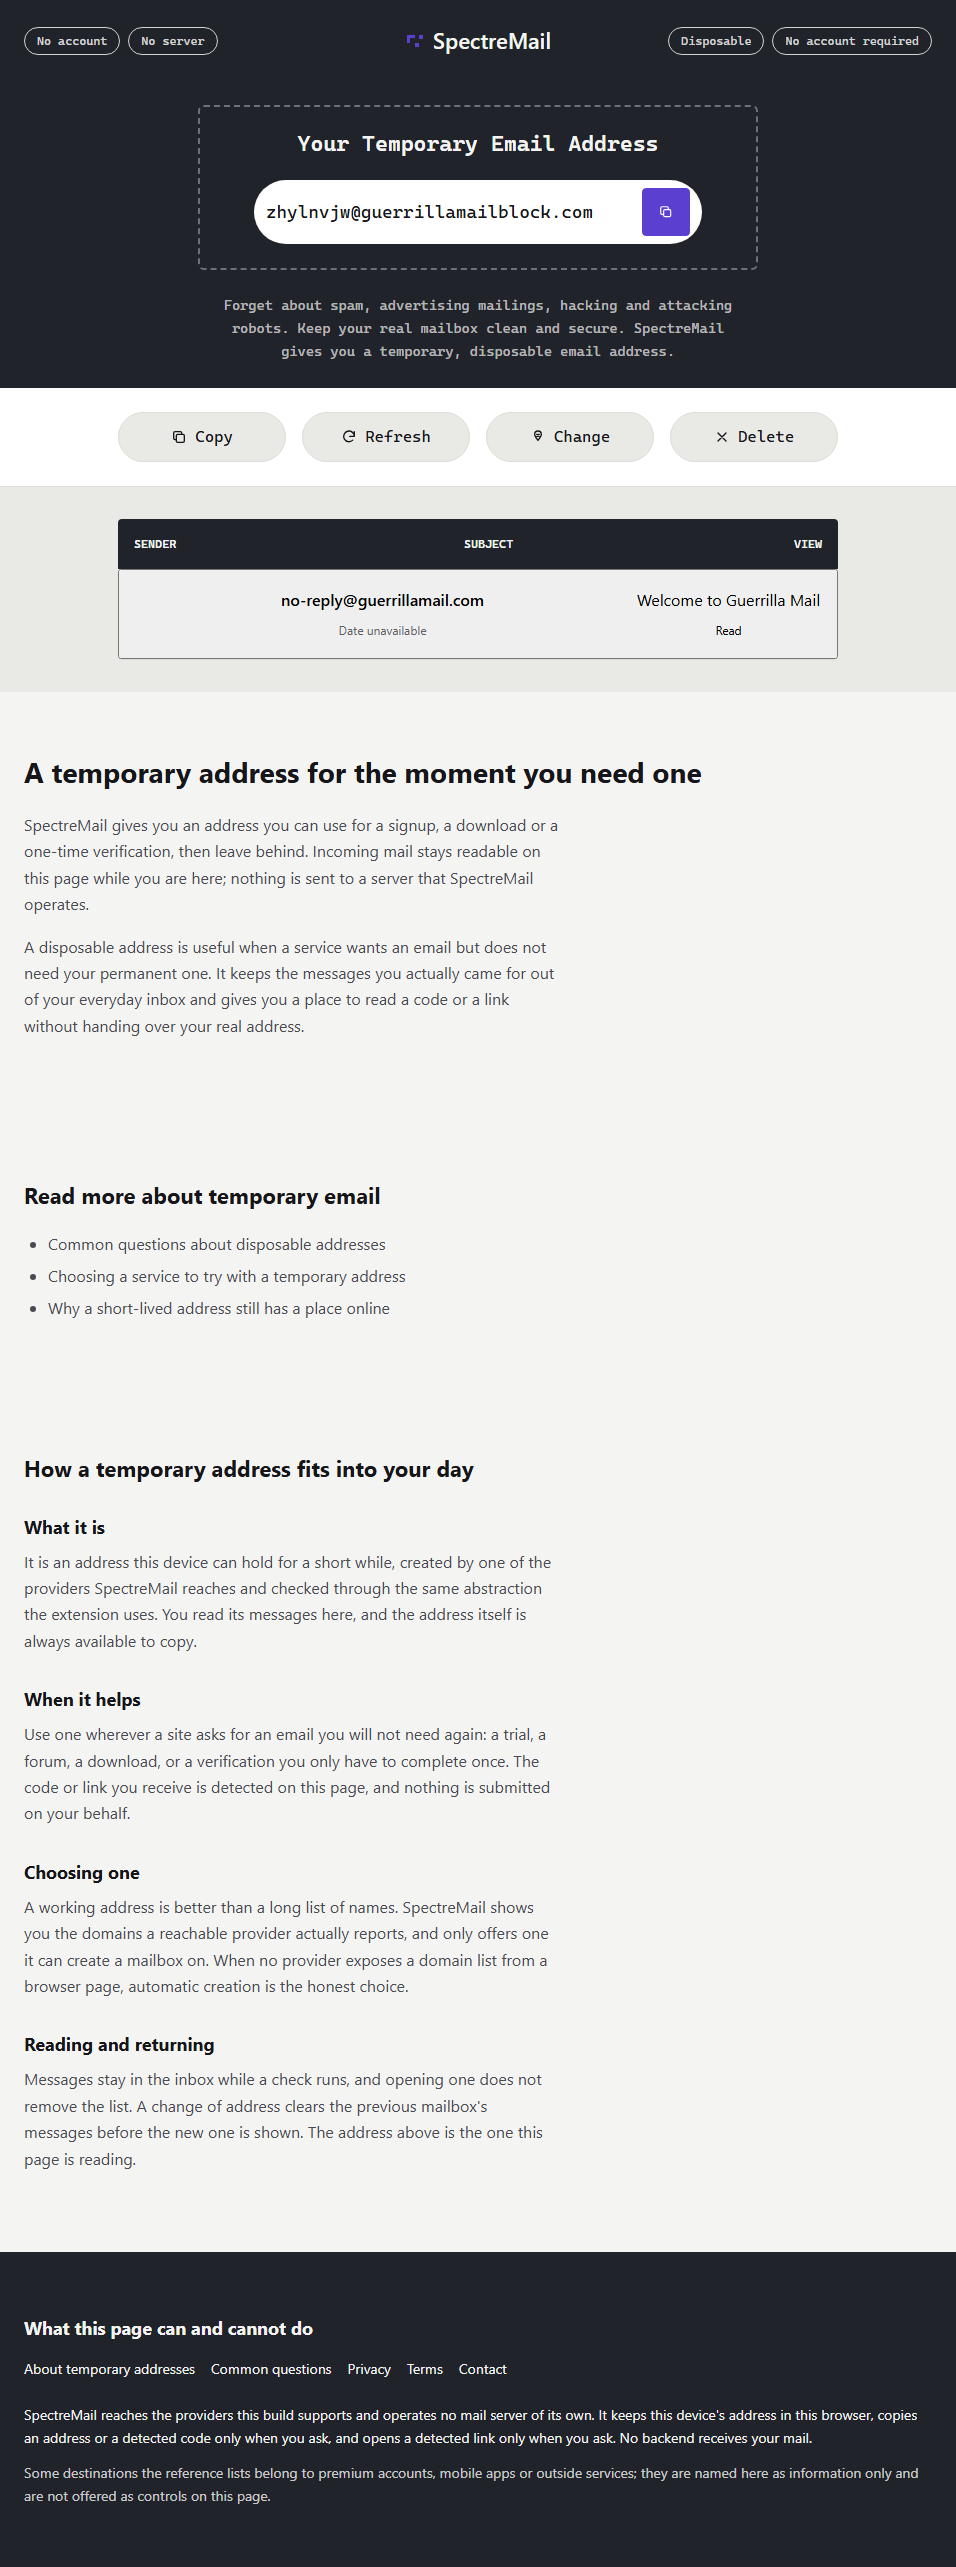 No account
No server
SpectreMail
Disposable
No account required
Your Temporary Email Address
zhylnvjw@guerrillamailblock.com
Forget about spam, advertising mailings, hacking and attacking
robots. Keep your real mailbox clean and secure. SpectreMail
gives you a temporary, disposable email address.
Copy
Refresh
Change
Delete
SENDER
SUBJECT
VIEW
no-reply@guerrillamail.com
Welcome to Guerrilla Mail
Date unavailable
Read
A temporary address for the moment you need one
SpectreMail gives you an address you can use for a signup, a download or a
one-time verification, then leave behind. Incoming mail stays readable on
this page while you are here; nothing is sent to a server that SpectreMail
operates.
A disposable address is useful when a service wants an email but does not
need your permanent one. It keeps the messages you actually came for out
of your everyday inbox and gives you a place to read a code or a link
without handing over your real address.
Read more about temporary email
Common questions about disposable addresses
Choosing a service to try with a temporary address
Why a short-lived address still has a place online
How a temporary address fits into your day
What it is
It is an address this device can hold for a short while, created by one of the
providers SpectreMail reaches and checked through the same abstraction
the extension uses. You read its messages here, and the address itself is
always available to copy.
When it helps
Use one wherever a site asks for an email you will not need again: a trial, a
forum, a download, or a verification you only have to complete once. The
code or link you receive is detected on this page, and nothing is submitted
on your behalf.
Choosing one
A working address is better than a long list of names. SpectreMail shows
you the domains a reachable provider actually reports, and only offers one
it can create a mailbox on. When no provider exposes a domain list from a
browser page, automatic creation is the honest choice.
Reading and returning
Messages stay in the inbox while a check runs, and opening one does not
remove the list. A change of address clears the previous mailbox's
messages before the new one is shown. The address above is the one this
page is reading.
What this page can and cannot do
About temporary addresses
Common questions
Privacy
Terms
Contact
SpectreMail reaches the providers this build supports and operates no mail server of its own. It keeps this device's address in this browser, copies
an address or a detected code only when you ask, and opens a detected link only when you ask. No backend receives your mail.
Some destinations the reference lists belong to premium accounts, mobile apps or outside services; they are named here as information only and
are not offered as controls on this page.